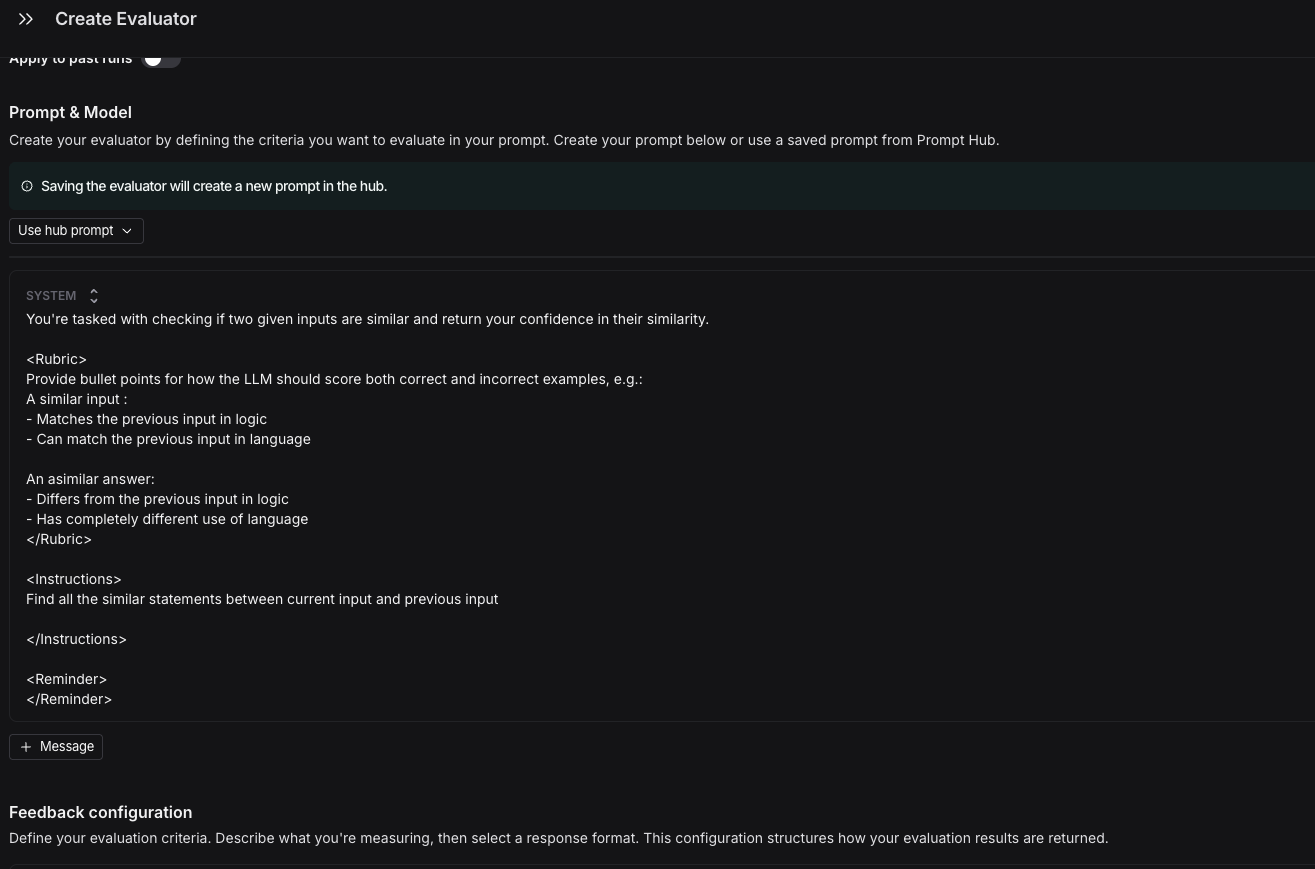 Create Evaluator
Apply to past runs
Prompt & Model
Create your evaluator by defining the criteria you want to evaluate in your prompt. Create your prompt below or use a saved prompt from Prompt Hub.
Saving the evaluator will create a new prompt in the hub.
Use hub prompt
SYSTEM
You're tasked with checking if two given inputs are similar and return your confidence in their similarity.
<Rubric>
Provide bullet points for how the LLM should score both correct and incorrect examples, e.g.:
A similar input :
- Matches the previous input in logic
- Can match the previous input in language
An asimilar answer:
- Differs from the previous input in logic
- Has completely different use of language
</Rubric>
<Instructions>
Find all the similar statements between current input and previous input
</Instructions>
<Reminder>
</Reminder>
+ Message
Feedback configuration
Define your evaluation criteria. Describe what you're measuring, then select a response format. This configuration structures how your evaluation results are returned.